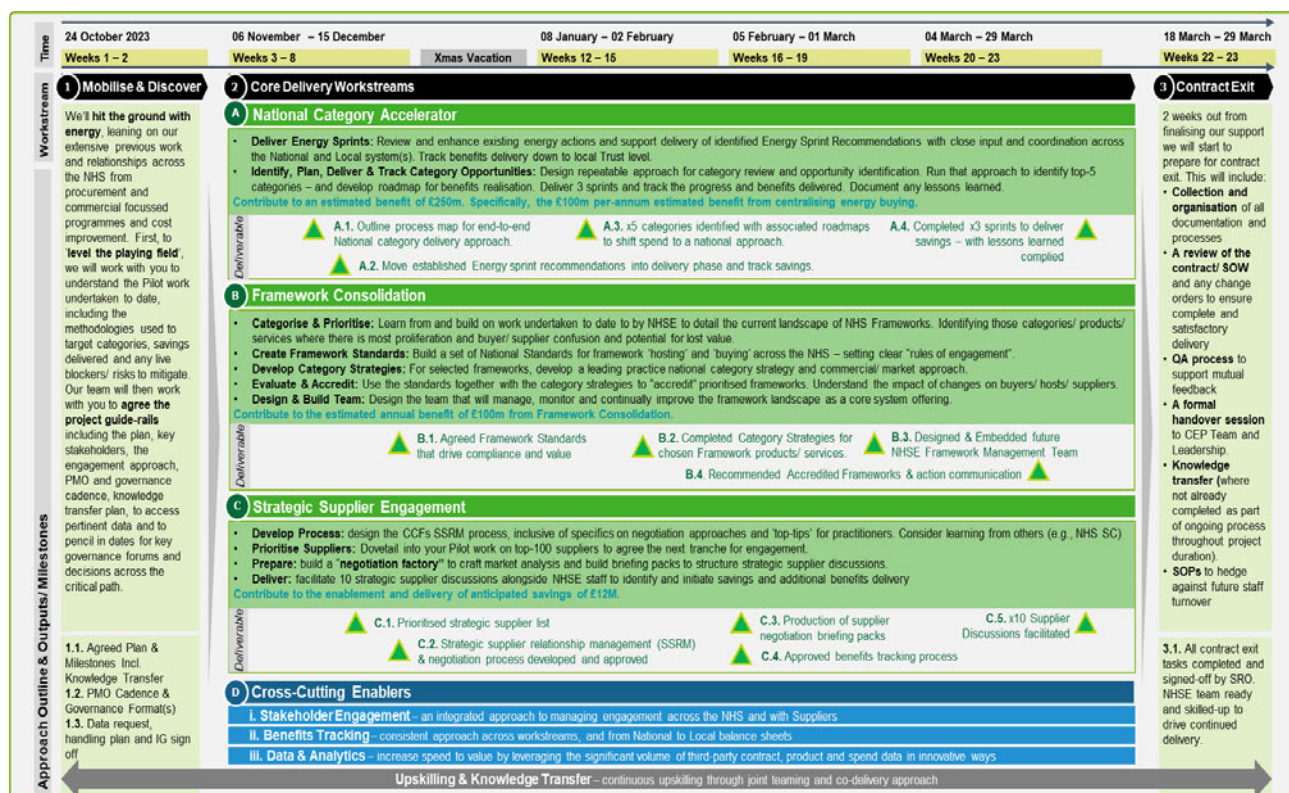 Time
24 October 2023
06 November – 15 December
08 January – 02 February
05 February – 01 March
04 March – 29 March
18 March – 29 March
Weeks 1 – 2
Weeks 3 – 8
Xmas Vacation
Weeks 12 – 15
Weeks 16 – 19
Weeks 20 – 23
Weeks 22 – 23
Workstream
1 Mobilise & Discover
2 Core Delivery Workstreams
3 Contract Exit
Approach Outline & Outputs/ Milestones
We'll hit the ground with
energy, leaning on our
extensive previous work
and relationships across
the NHS from
procurement and
commercial focussed
programmes and cost
improvement. First, to
'level the playing field',
we will work with you to
understand the Pilot work
undertaken to date,
including the
methodologies used to
target categories, savings
delivered and any live
blockers/ risks to mitigate.
Our team will then work
with you to agree the
project guide-rails
including the plan, key
stakeholders, the
engagement approach,
PMO and governance
cadence, knowledge
transfer plan, to access
pertinent data and to
pencil in dates for key
governance forums and
decisions across the
critical path.
1.1. Agreed Plan &
Milestones Incl.
Knowledge Transfer
1.2. PMO Cadence &
Governance Format(s)
1.3. Data request,
handling plan and IG sign
off
A National Category Accelerator
• Deliver Energy Sprints: Review and enhance existing energy actions and support delivery of identified Energy Sprint Recommendations with close input and coordination across
the National and Local system(s). Track benefits delivery down to local Trust level.
• Identify, Plan, Deliver & Track Category Opportunities: Design repeatable approach for category review and opportunity identification. Run that approach to identify top-5
categories – and develop roadmap for benefits realisation. Deliver 3 sprints and track the progress and benefits delivered. Document any lessons learned.
Contribute to an estimated benefit of £250m. Specifically, the £100m per-annum estimated benefit from centralising energy buying.
Deliverable
A.1. Outline process map for end-to-end
National category delivery approach.
A.3. x5 categories identified with associated roadmaps
to shift spend to a national approach.
A.4. Completed x3 sprints to deliver
savings – with lessons learned
complied
A.2. Move established Energy sprint recommendations into delivery phase and track savings.
B Framework Consolidation
• Categorise & Prioritise: Learn from and build on work undertaken to date to by NHSE to detail the current landscape of NHS Frameworks. Identifying those categories/ products/
services where there is most proliferation and buyer/ supplier confusion and potential for lost value.
• Create Framework Standards: Build a set of National Standards for framework 'hosting' and 'buying' across the NHS – setting clear "rules of engagement".
• Develop Category Strategies: For selected frameworks, develop a leading practice national category strategy and commercial/ market approach.
• Evaluate & Accredit: Use the standards together with the category strategies to "accredit" prioritised frameworks. Understand the impact of changes on buyers/ hosts/ suppliers.
• Design & Build Team: Design the team that will manage, monitor and continually improve the framework landscape as a core system offering.
Contribute to the estimated annual benefit of £100m from Framework Consolidation.
Deliverable
B.1. Agreed Framework Standards
that drive compliance and value
B.2. Completed Category Strategies for
chosen Framework products/ services.
B.3. Designed & Embedded future
NHSE Framework Management Team
B.4. Recommended Accredited Frameworks & action communication
C Strategic Supplier Engagement
• Develop Process: design the CCFs SSRM process, inclusive of specifics on negotiation approaches and 'top-tips' for practitioners. Consider learning from others (e.g., NHS SC)
• Prioritise Suppliers: Dovetail into your Pilot work on top-100 suppliers to agree the next tranche for engagement.
• Prepare: build a "negotiation factory" to craft market analysis and build briefing packs to structure strategic supplier discussions.
• Deliver: facilitate 10 strategic supplier discussions alongside NHSE staff to identify and initiate savings and additional benefits delivery
Contribute to the enablement and delivery of anticipated savings of £12M.
Deliverable
C.1. Prioritised strategic supplier list
C.2. Strategic supplier relationship management (SSRM)
& negotiation process developed and approved
C.3. Production of supplier
negotiation briefing packs
C.4. Approved benefits tracking process
C.5. x10 Supplier
Discussions facilitated
D Cross-Cutting Enablers
i. Stakeholder Engagement – an integrated approach to managing engagement across the NHS and with Suppliers
ii. Benefits Tracking – consistent approach across workstreams, and from National to Local balance sheets
iii. Data & Analytics – increase speed to value by leveraging the significant volume of third-party contract, product and spend data in innovative ways
2 weeks out from
finalising our support
we will start to
prepare for contract
exit. This will include:
• Collection and
organisation of all
documentation and
processes
• A review of the
contract/ SOW
and any change
orders to ensure
complete and
satisfactory
delivery
• QA process to
support mutual
feedback
• A formal
handover session
to CEP Team and
Leadership.
• Knowledge
transfer (where
not already
completed as part
of ongoing process
throughout project
duration).
• SOPs to hedge
against future staff
turnover
3.1. All contract exit
tasks completed and
signed-off by SRO.
NHSE team ready
and skilled-up to
drive continued
delivery.
Upskilling & Knowledge Transfer – continuous upskilling through joint teaming and co-delivery approach